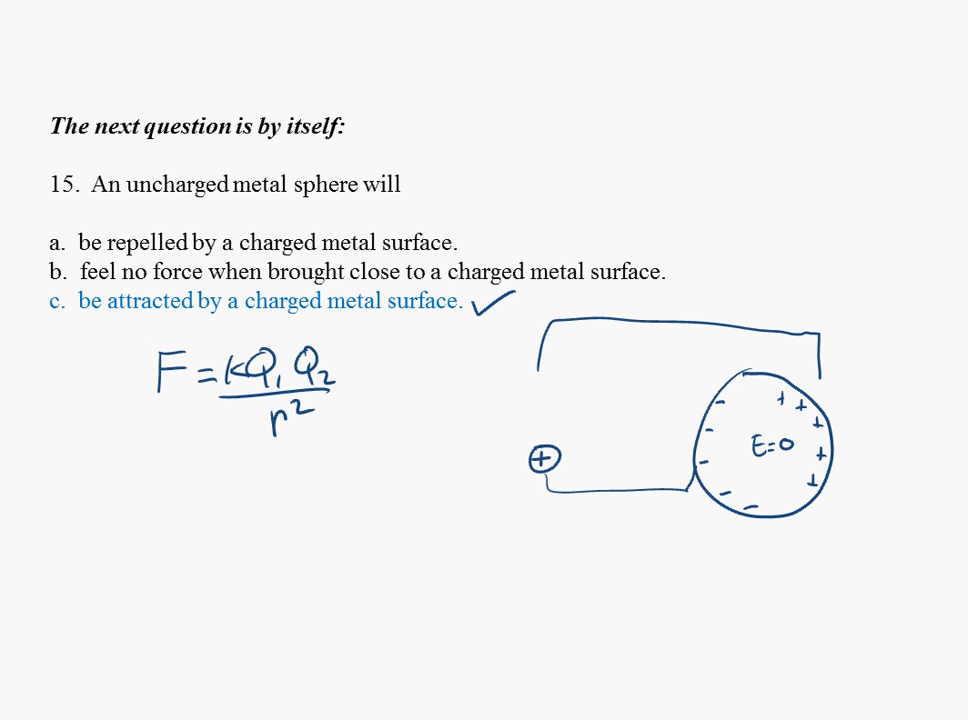 The next question is by itself:
15. An uncharged metal sphere will
a. be repelled by a charged metal surface.
b. feel no force when brought close to a charged metal surface.
c. be attracted by a charged metal surface.
F = kQ₁Q₂
r²
- + +
- +
E=0
+ - +
- +
-